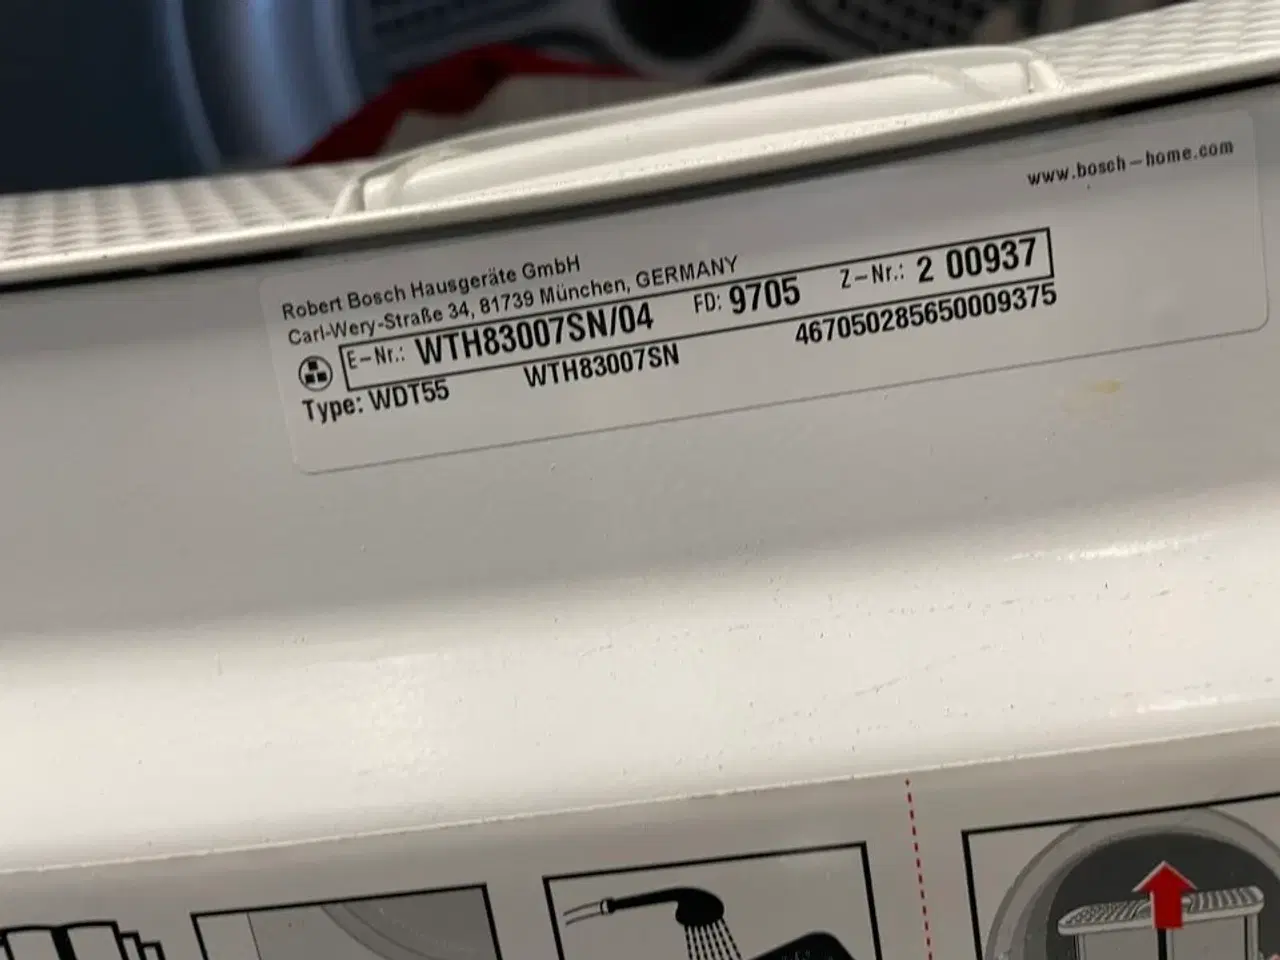 www.bosch-home.com
Robert Bosch Hausgeräte GmbH
Carl-Wery-Straße 34, 81739 München, GERMANY
E-Nr.: WTH83007SN/04 FD: 9705 Z-Nr.: 2 00937
Type: WDT55 WTH83007SN 467050285650009375